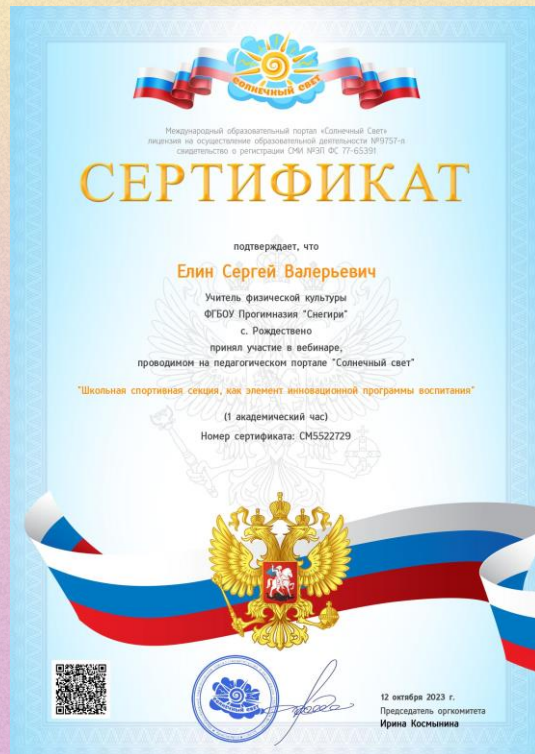 СОЛНЕЧНЫЙ СВЕТ
Международный образовательный портал «Солнечный Свет»
лицензия на осуществление образовательной деятельности №9757-л
свидетельство о регистрации СМИ №ЭЛ ФС 77-65391
СЕРТИФИКАТ
подтверждает, что
Елин Сергей Валерьевич
Учитель физической культуры
ФГБОУ Прогимназия "Снегири"
с. Рождествено
принял участие в вебинаре,
проводимом на педагогическом портале "Солнечный свет"
"Школьная спортивная секция, как элемент инновационной программы воспитания"
(1 академический час)
Номер сертификата: СМ5522729
СОЛНЕЧНЫЙ СВЕТ
12 октября 2023 г.
Председатель оргкомитета
Ирина Космынина